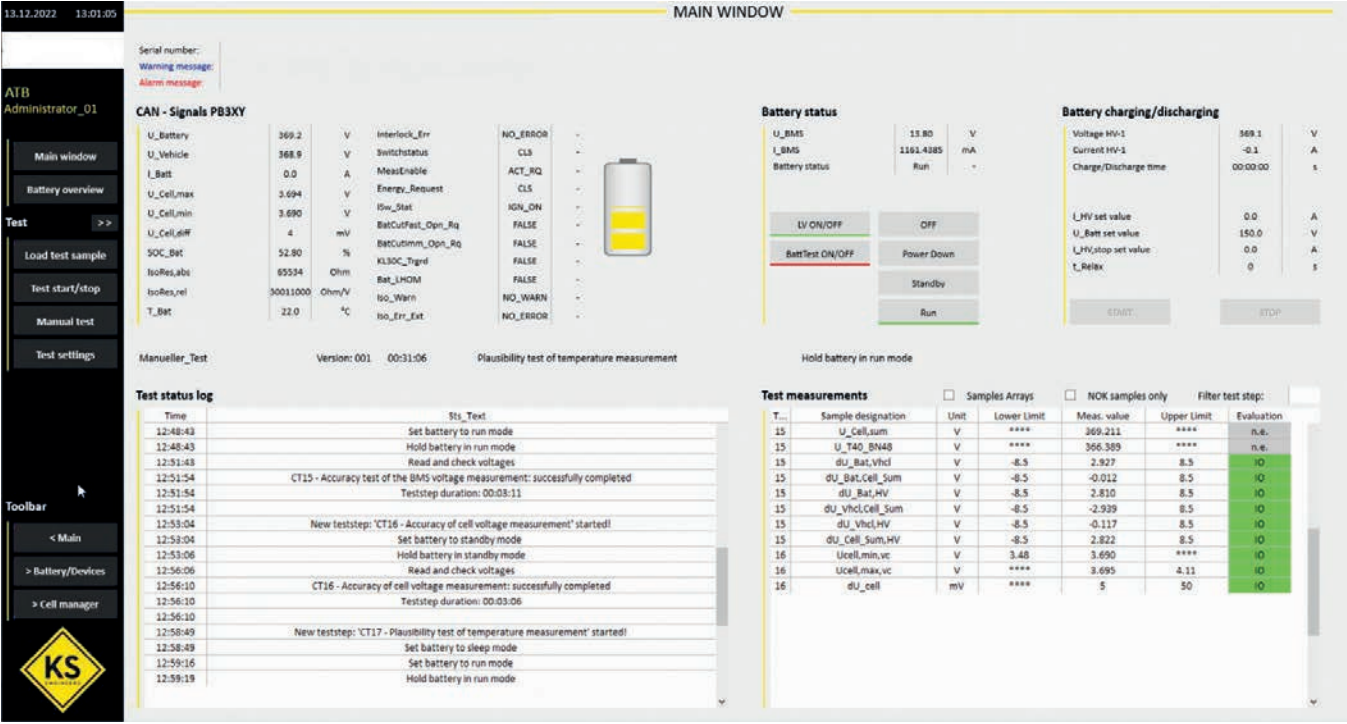 13.12.2022 13:01:05
MAIN WINDOW
Serial number:
Warning message:
Alarm message:
ATB
Administrator_01
Main window
Battery overview
Test >>
Load test sample
Test start/stop
Manual test
Test settings
Toolbar
< Main
> Battery/Devices
> Cell manager
KS
ENGINEERS
CAN - Signals PB3XY
U_Battery 369.2 V Interlock_Err NO_ERROR -
U_Vehicle 368.9 V Switchstatus CLS -
I_Batt 0.0 A MeasEnable ACT_RQ -
U_Cell,max 3.694 V Energy_Request CLS -
U_Cell,min 3.690 V ISw_Stat IGN_ON -
U_Cell,diff 4 mV BatCutFast_Opn_Rq FALSE -
SOC_Bat 52.80 % BatCutImm_Opn_Rq FALSE -
IsoRes,abs 65534 Ohm KL30C_Trgrd FALSE -
IsoRes,rel 30011000 Ohm/V Bat_LHOM FALSE -
T_Bat 22.0 °C Iso_Warn NO_WARN -
Iso_Err_Ext NO_ERROR -
Battery status
U_BMS 13.80 V
I_BMS 1161.4385 mA
Battery status Run -
LV ON/OFF OFF
BattTest ON/OFF Power Down
Standby
Run
Battery charging/discharging
Voltage HV-1 369.1 V
Current HV-1 -0.1 A
Charge/Discharge time 00:00:00 s
I_HV set value 0.0 A
U_Batt set value 150.0 V
I_HV,stop set value 0.0 A
t_Relax 0 s
START STOP
Manueller_Test Version: 001 00:31:06 Plausibility test of temperature measurement Hold battery in run mode
Test status log
Time Sts_Text
12:48:43 Set battery to run mode
12:48:43 Hold battery in run mode
12:51:43 Read and check voltages
12:51:54 CT15 - Accuracy test of the BMS voltage measurement: successfully completed
12:51:54 Teststep duration: 00:03:11
12:51:54
12:53:04 New teststep: 'CT16 - Accuracy of cell voltage measurement' started!
12:53:04 Set battery to standby mode
12:53:06 Hold battery in standby mode
12:56:06 Read and check voltages
12:56:10 CT16 - Accuracy of cell voltage measurement: successfully completed
12:56:10 Teststep duration: 00:03:06
12:56:10
12:58:49 New teststep: 'CT17 - Plausibility test of temperature measurement' started!
12:58:49 Set battery to sleep mode
12:59:16 Set battery to run mode
12:59:19 Hold battery in run mode
Test measurements Samples Arrays NOK samples only Filter test step:
T... Sample designation Unit Lower Limit Meas. value Upper Limit Evaluation
15 U_Cell,sum V **** 369.211 **** n.e.
15 U_T40_BN48 V **** 366.389 **** n.e.
15 dU_Bat,Vhcl V -8.5 2.927 8.5 IO
15 dU_Bat,Cell_Sum V -8.5 -0.012 8.5 IO
15 dU_Bat,HV V -8.5 2.810 8.5 IO
15 dU_Vhcl,Cell_Sum V -8.5 -2.939 8.5 IO
15 dU_Vhcl,HV V -8.5 -0.117 8.5 IO
15 dU_Cell_Sum,HV V -8.5 2.822 8.5 IO
16 Ucell,min,vc V 3.48 3.690 **** IO
16 Ucell,max,vc V **** 3.695 4.11 IO
16 dU_cell mV **** 5 50 IO